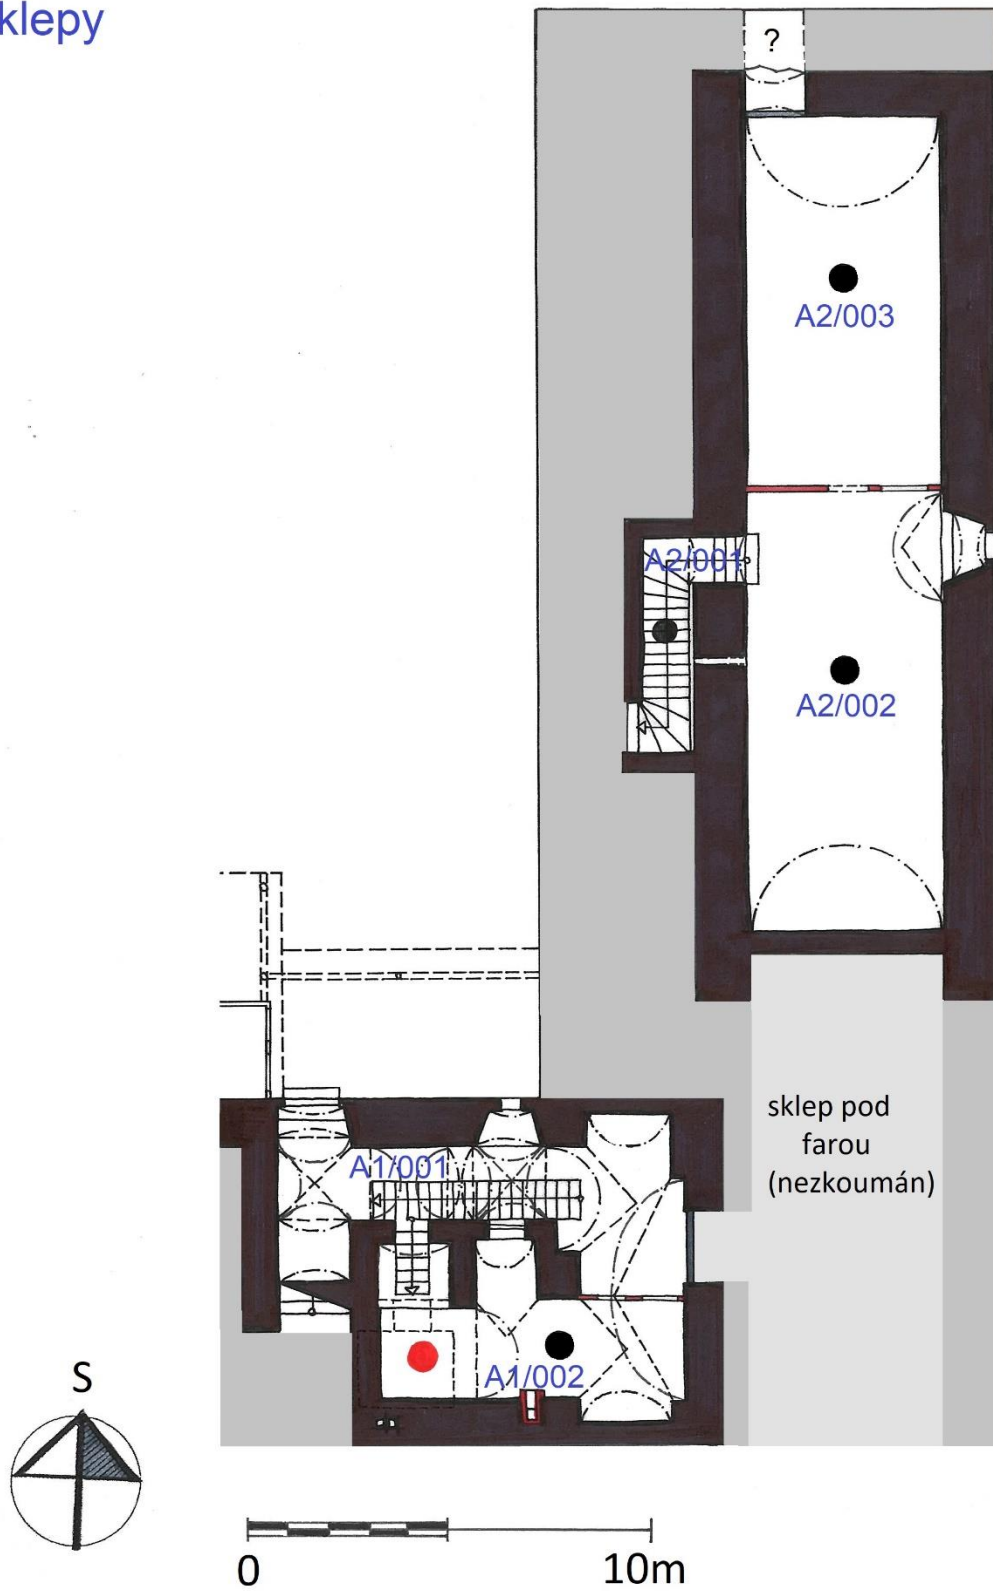 klepy
?
A2/003
A2/001
A2/002
sklep pod
farou
(nezkoumán)
A1/001
A1/002
S
0
10m